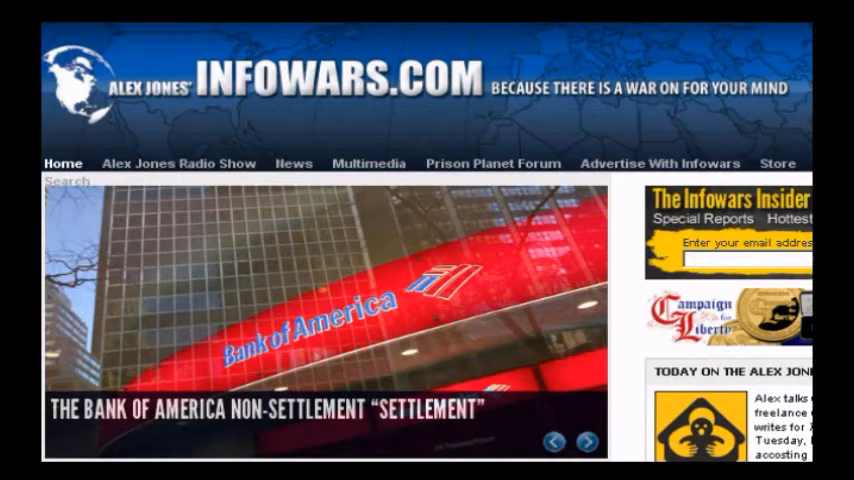 ALEX JONES' INFOWARS.COM BECAUSE THERE IS A WAR ON FOR YOUR MIND
Home Alex Jones Radio Show News Multimedia Prison Planet Forum Advertise With Infowars Store
Search
The Infowars Insider
Special Reports Hottest
Enter your email addres
Bank of America
Campaign for Liberty
THE BANK OF AMERICA NON-SETTLEMENT “SETTLEMENT”
TODAY ON THE ALEX JON
Alex talks
freelance
writes for
Tuesday,
accosting